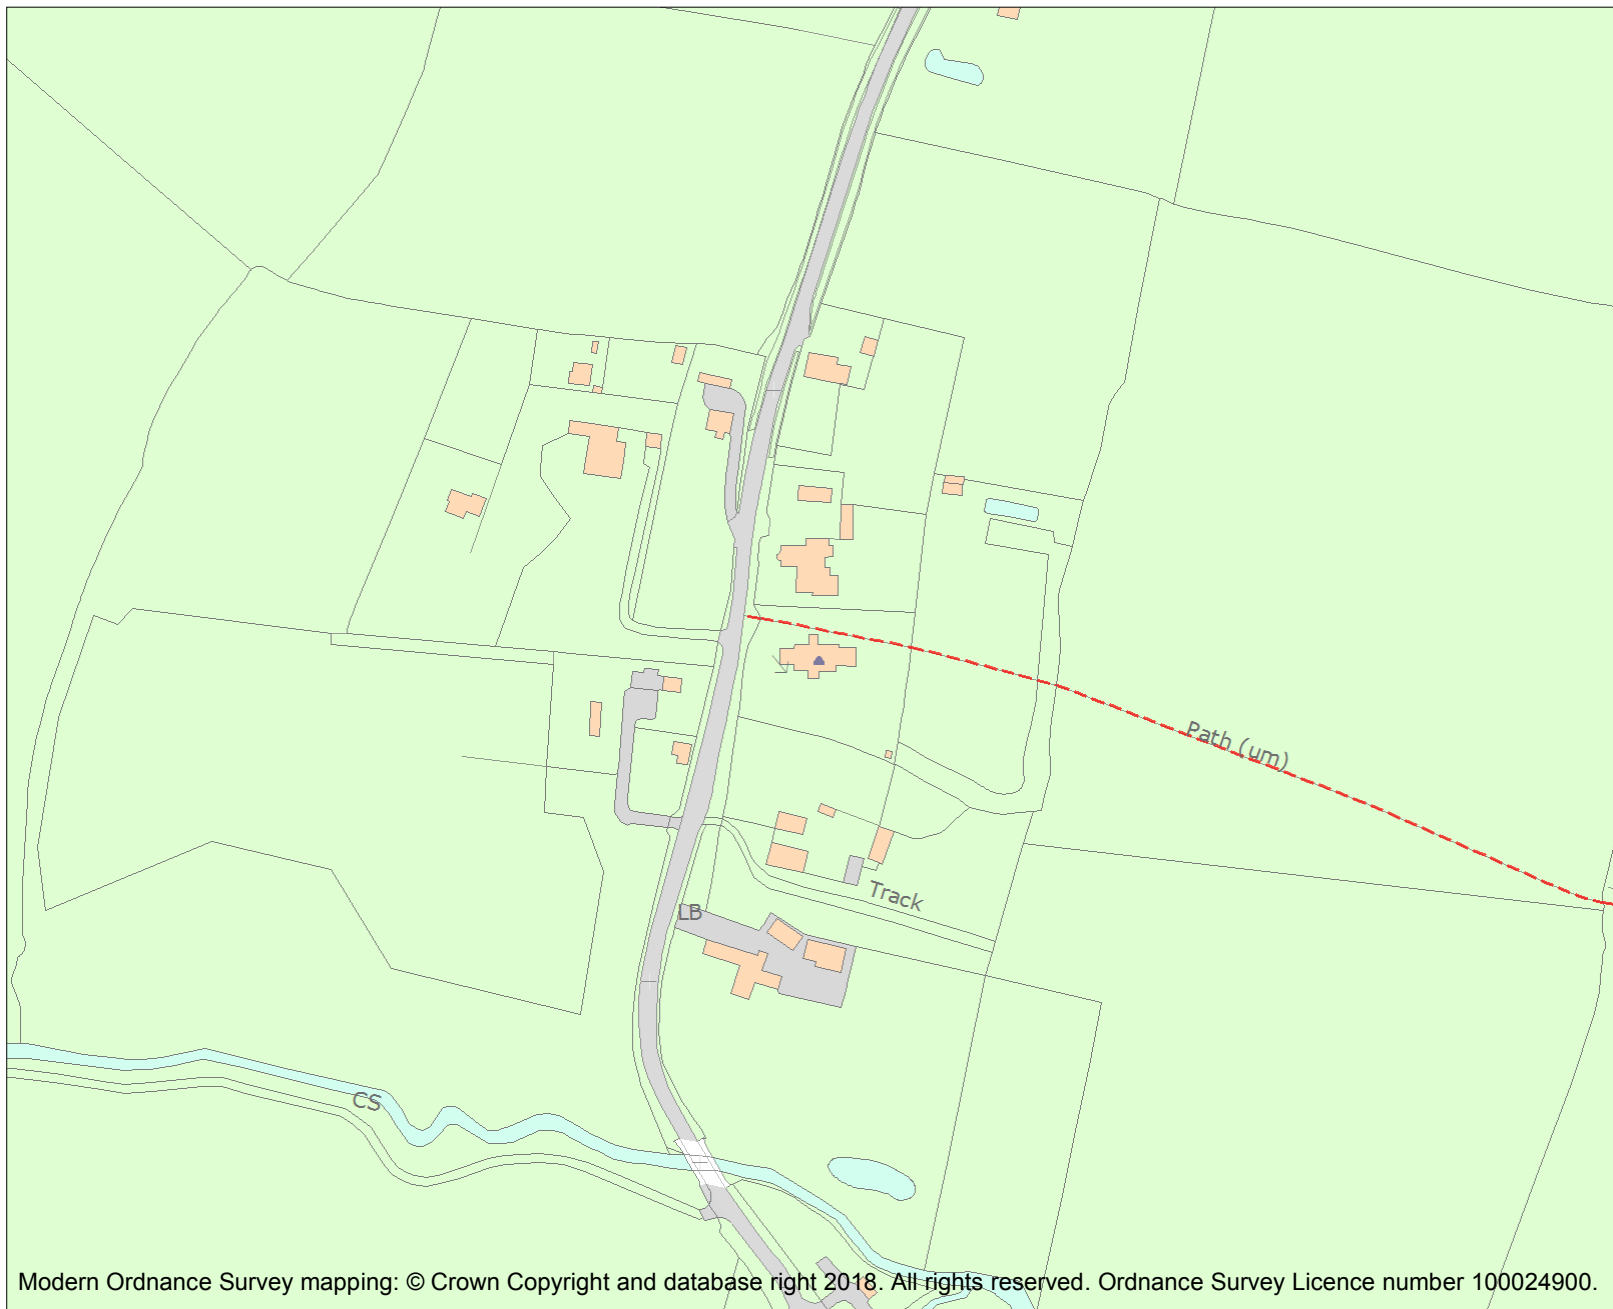 Path (um)
Track
LB
CS
Modern Ordnance Survey mapping: © Crown Copyright and database right 2018. All rights reserved. Ordnance Survey Licence number 100024900.